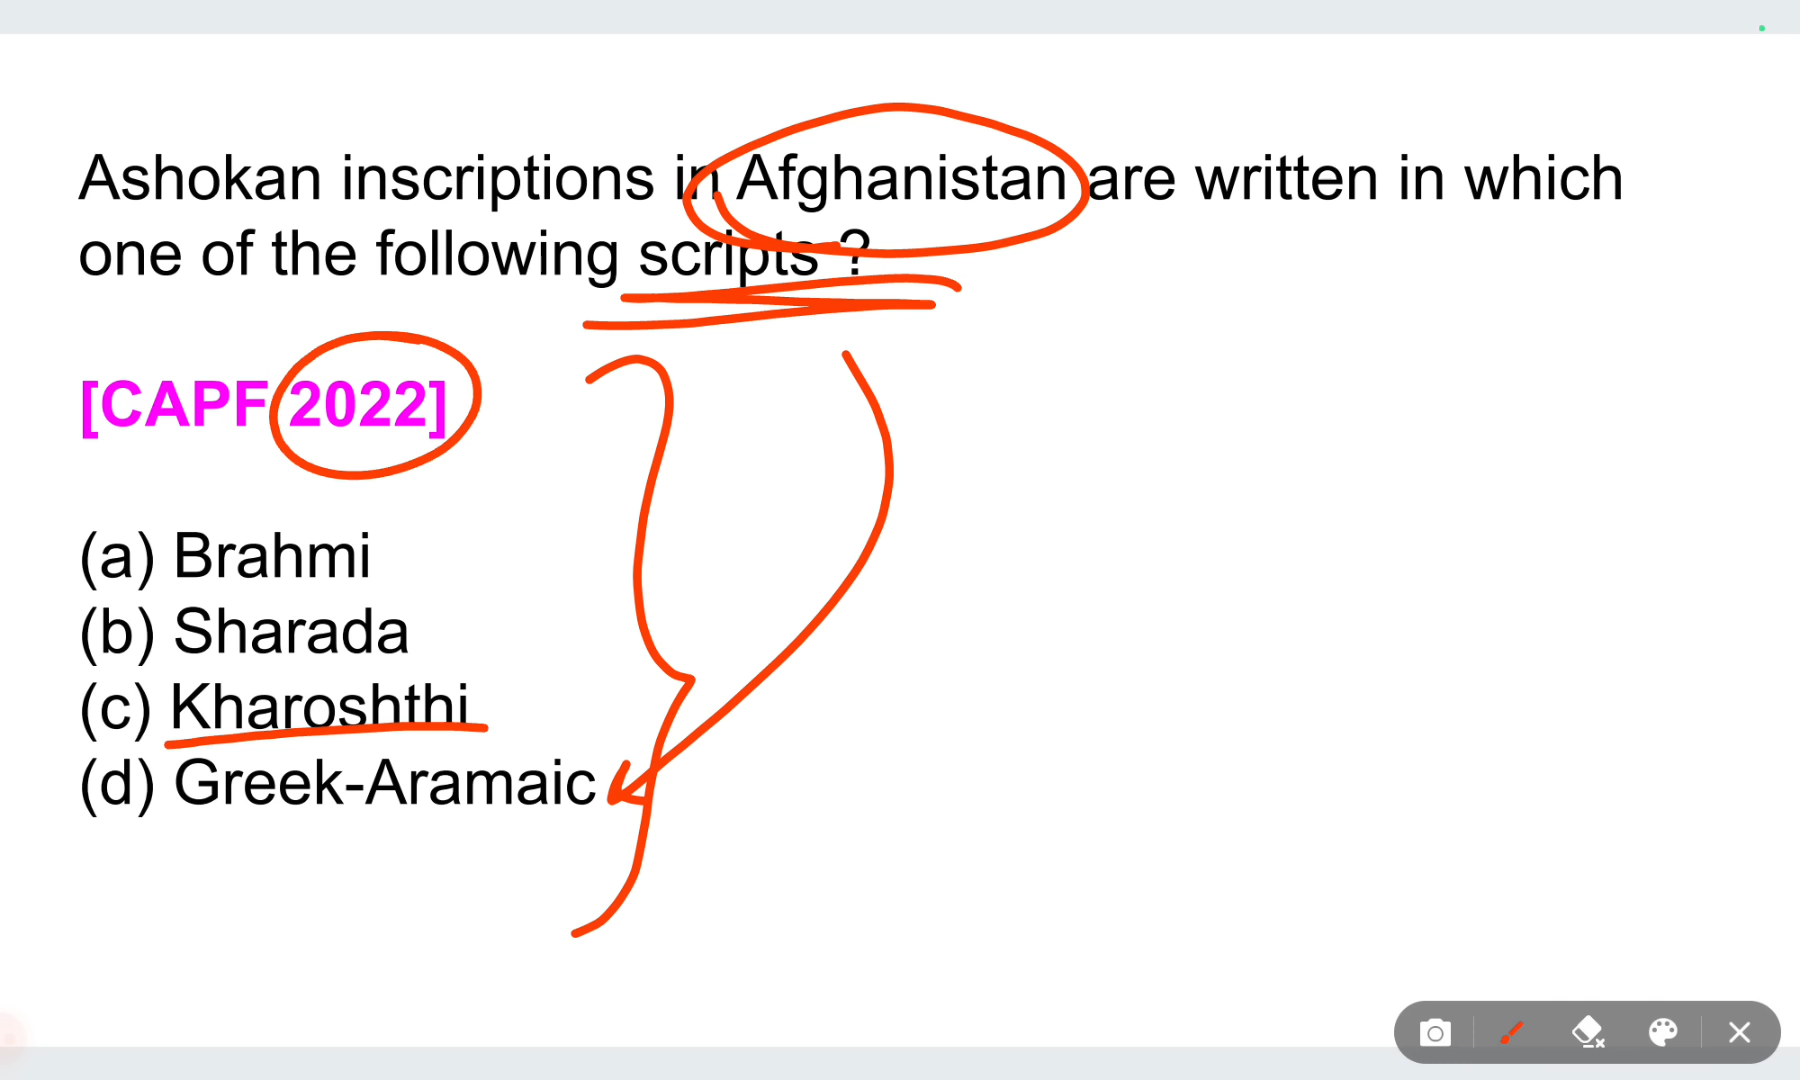 Ashokan inscriptions in Afghanistan are written in which
one of the following scripts ?
[CAPF 2022]
(a) Brahmi
(b) Sharada
(c) Kharoshthi
(d) Greek-Aramaic